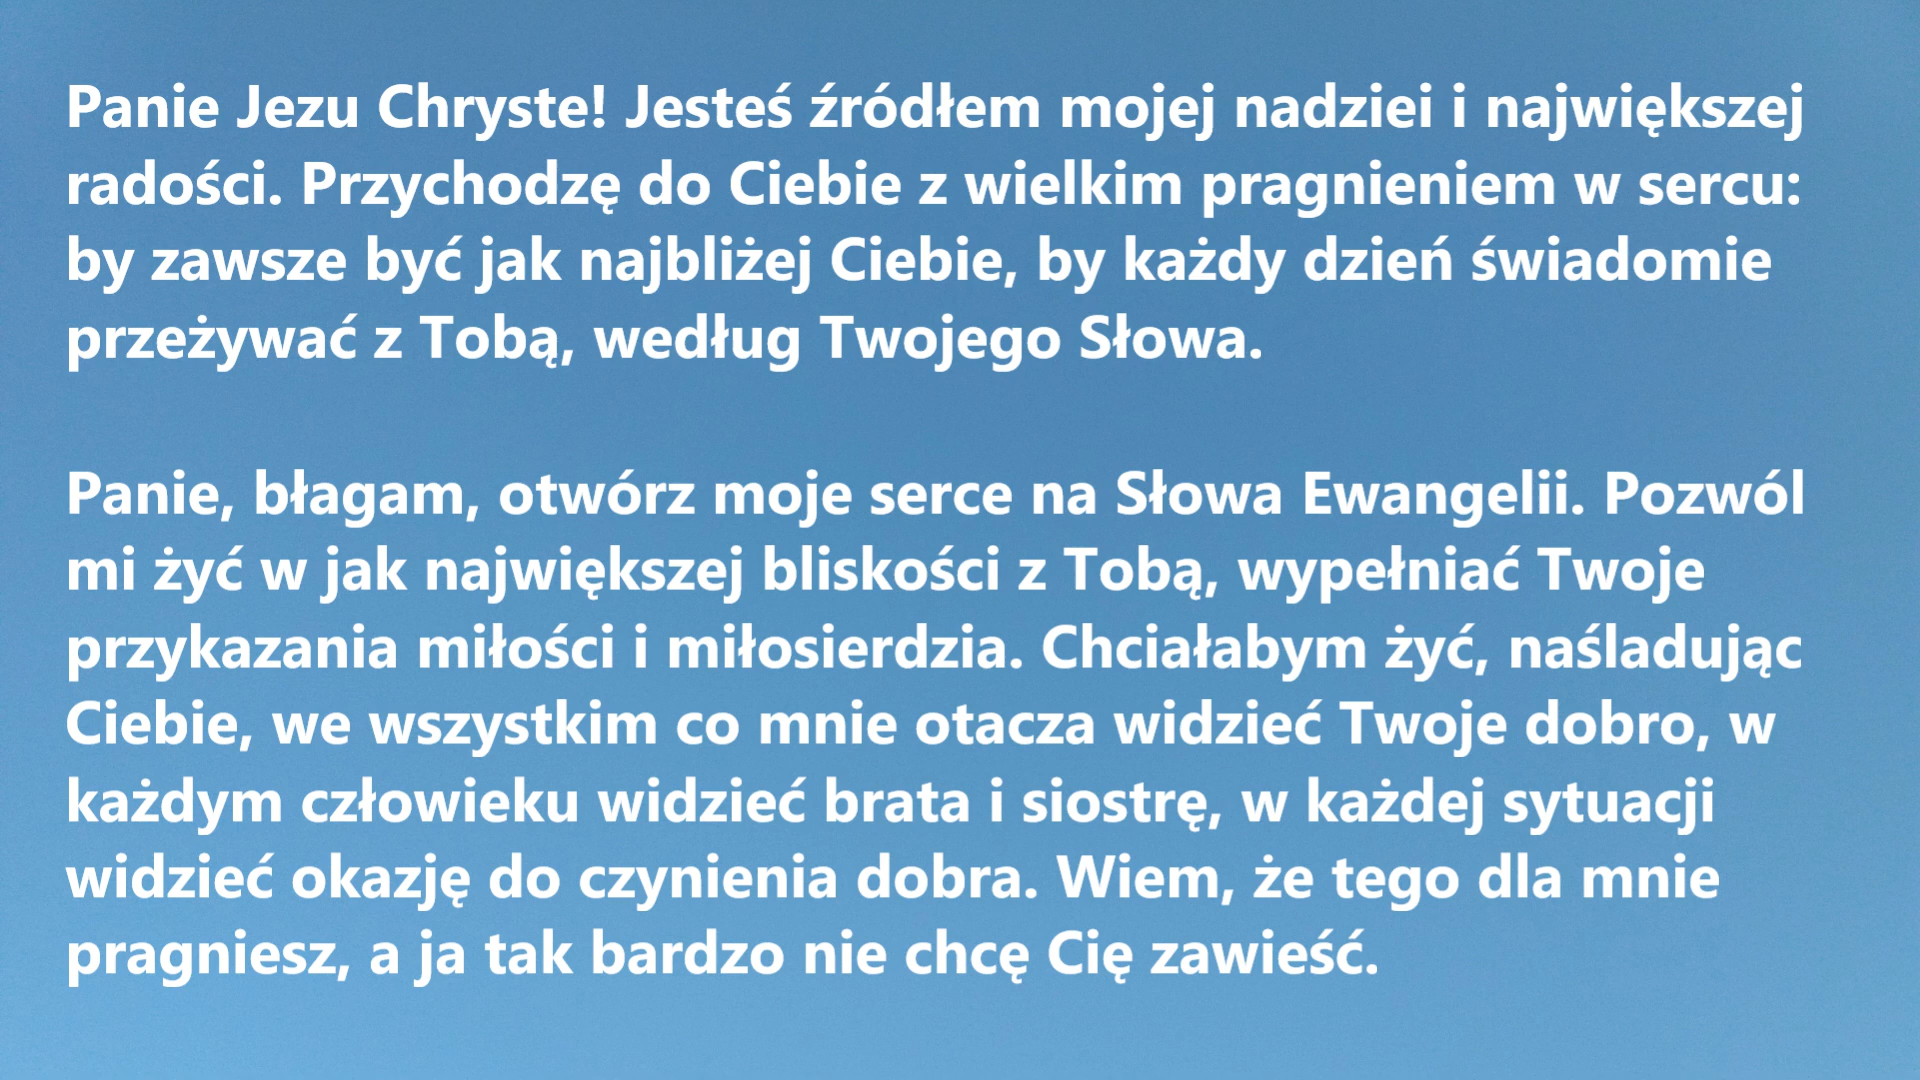 Panie Jezu Chryste! Jesteś źródłem mojej nadziei i największej
radości. Przychodzę do Ciebie z wielkim pragnieniem w sercu:
by zawsze być jak najbliżej Ciebie, by każdy dzień świadomie
przeżywać z Tobą, według Twojego Słowa.

Panie, błagam, otwórz moje serce na Słowa Ewangelii. Pozwól
mi żyć w jak największej bliskości z Tobą, wypełniać Twoje
przykazania miłości i miłosierdzia. Chciałabym żyć, naśladując
Ciebie, we wszystkim co mnie otacza widzieć Twoje dobro, w
każdym człowieku widzieć brata i siostrę, w każdej sytuacji
widzieć okazję do czynienia dobra. Wiem, że tego dla mnie
pragniesz, a ja tak bardzo nie chcę Cię zawieść.